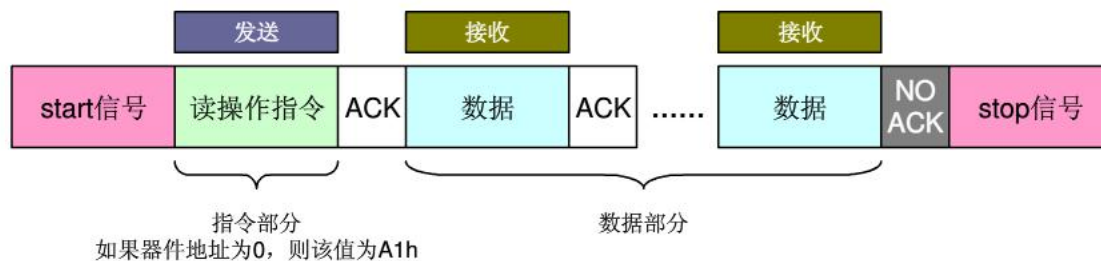 发送 接收 接收
start信号 读操作指令 ACK 数据 ACK ...... 数据 NO ACK stop信号
指令部分 数据部分
如果器件地址为0，则该值为A1h